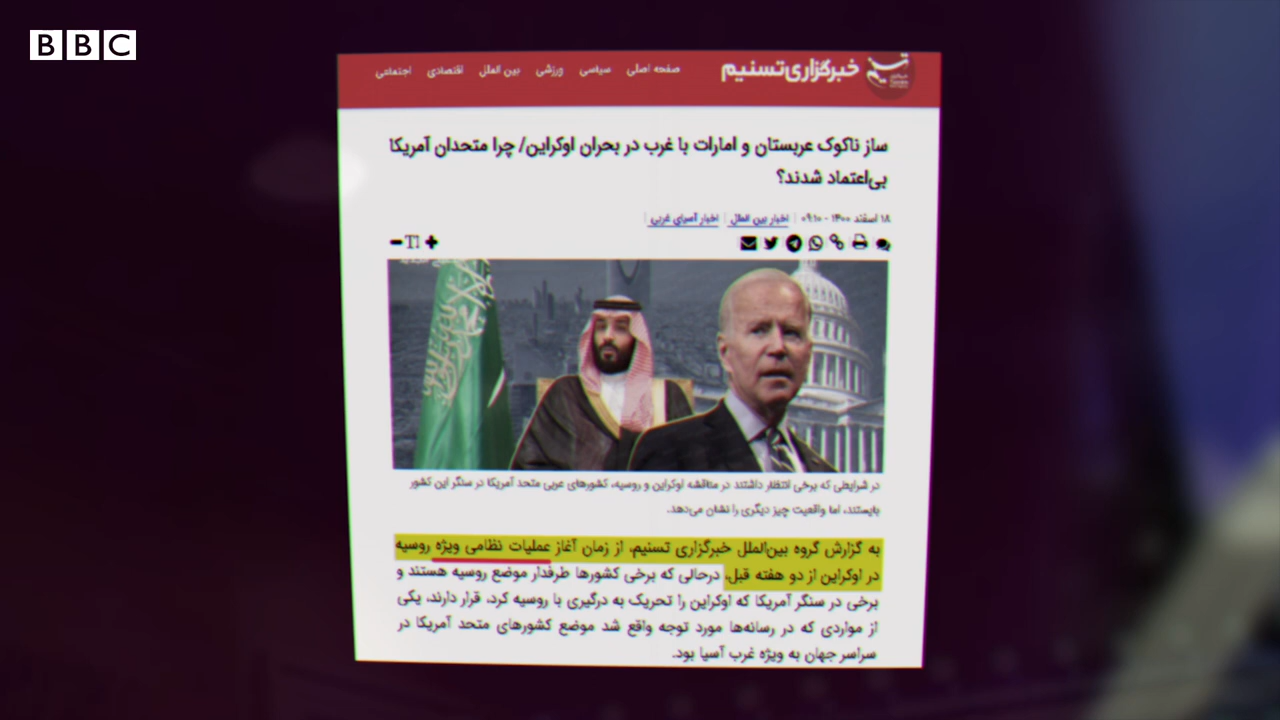 BBC
خبرگزاری تسنیم
صفحه اصلی سیاسی ورزشی بین الملل اقتصادی اجتماعی
ساز ناکوک عربستان و امارات با غرب در بحران اوکراین/ چرا متحدان آمریکا
بی‌اعتماد شدند؟
۱۸ اسفند ۱۴۰۰ - ۰۹:۱۰ | اخبار بین الملل | اخبار آسیای غربی |
در شرایطی که برخی انتظار داشتند در مناقشه اوکراین و روسیه، کشورهای عربی متحد آمریکا در سنگر این کشور
بایستند، اما واقعیت چیز دیگری را نشان می‌دهد.
به گزارش گروه بین‌الملل خبرگزاری تسنیم، از زمان آغاز عملیات نظامی ویژه روسیه
در اوکراین از دو هفته قبل، درحالی که برخی کشورها طرفدار موضع روسیه هستند و
برخی در سنگر آمریکا که اوکراین را تحریک به درگیری با روسیه کرد، قرار دارند، یکی
از مواردی که در رسانه‌ها مورد توجه واقع شد موضع کشورهای متحد آمریکا در
سراسر جهان به ویژه غرب آسیا بود.